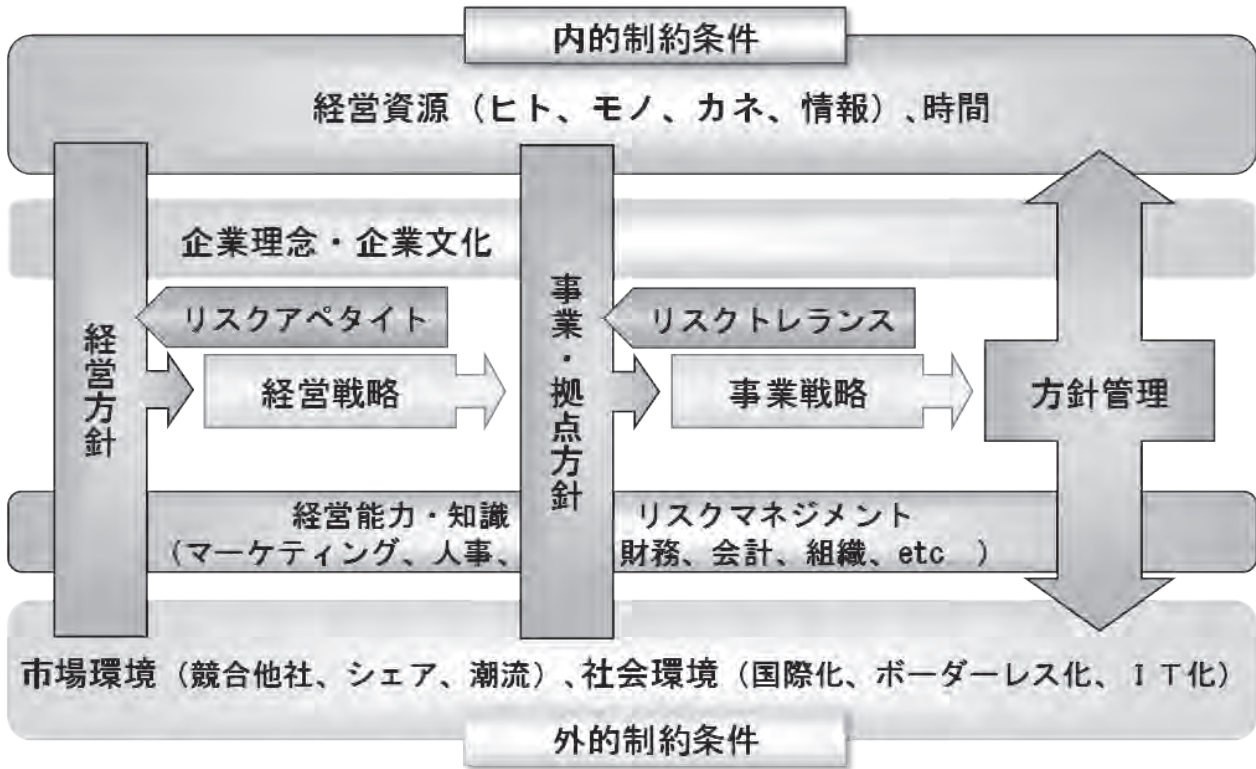 内的制約条件
経営資源（ヒト、モノ、カネ、情報）、時間
企業理念・企業文化
経営方針
リスクアペタイト
経営戦略
事業・拠点方針
リスクトレランス
事業戦略
方針管理
経営能力・知識
リスクマネジメント
（マーケティング、人事、
財務、会計、組織、etc ）
市場環境（競合他社、シェア、潮流）、社会環境（国際化、ボーダーレス化、ＩＴ化）
外的制約条件